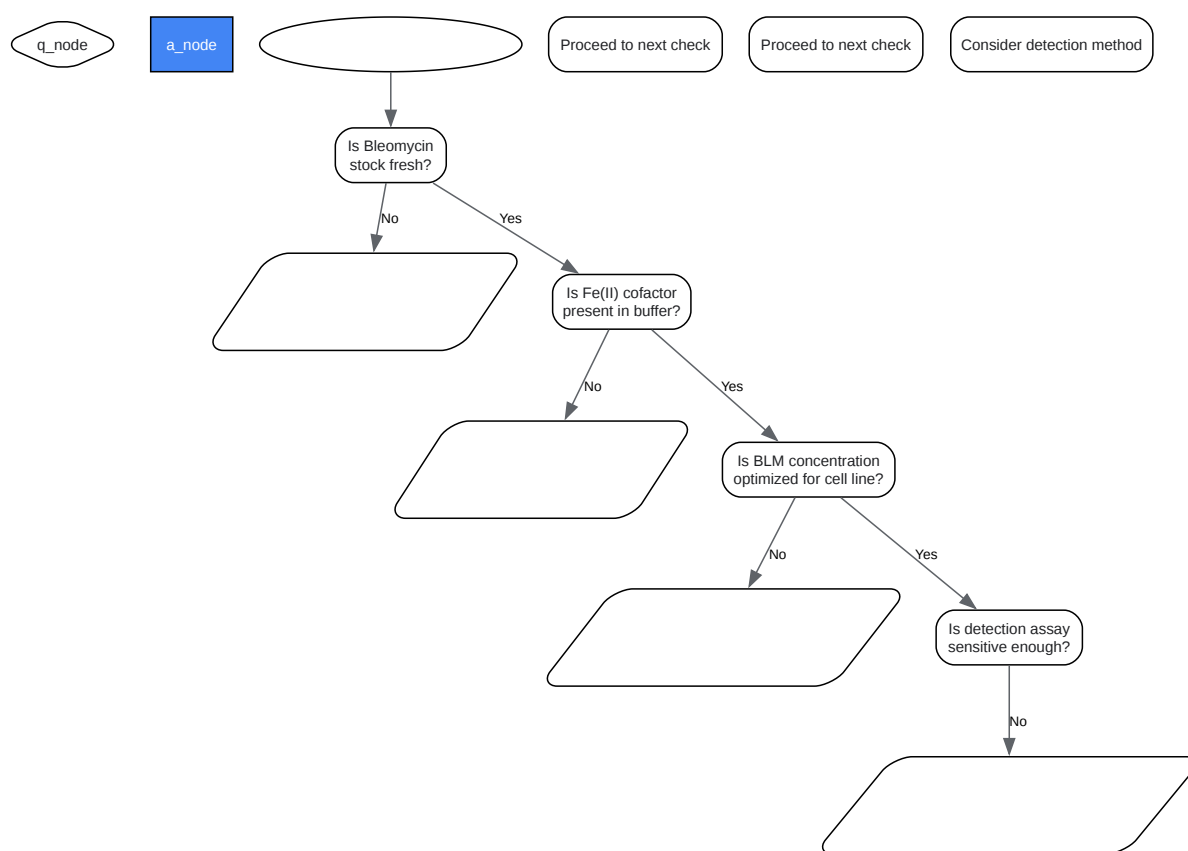 q_node
a_node
Proceed to next check
Proceed to next check
Consider detection method
Is Bleomycin
stock fresh?
No
Yes
Is Fe(II) cofactor
present in buffer?
No
Yes
Is BLM concentration
optimized for cell line?
No
Yes
Is detection assay
sensitive enough?
No